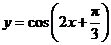 y = cos(2x + π/3)